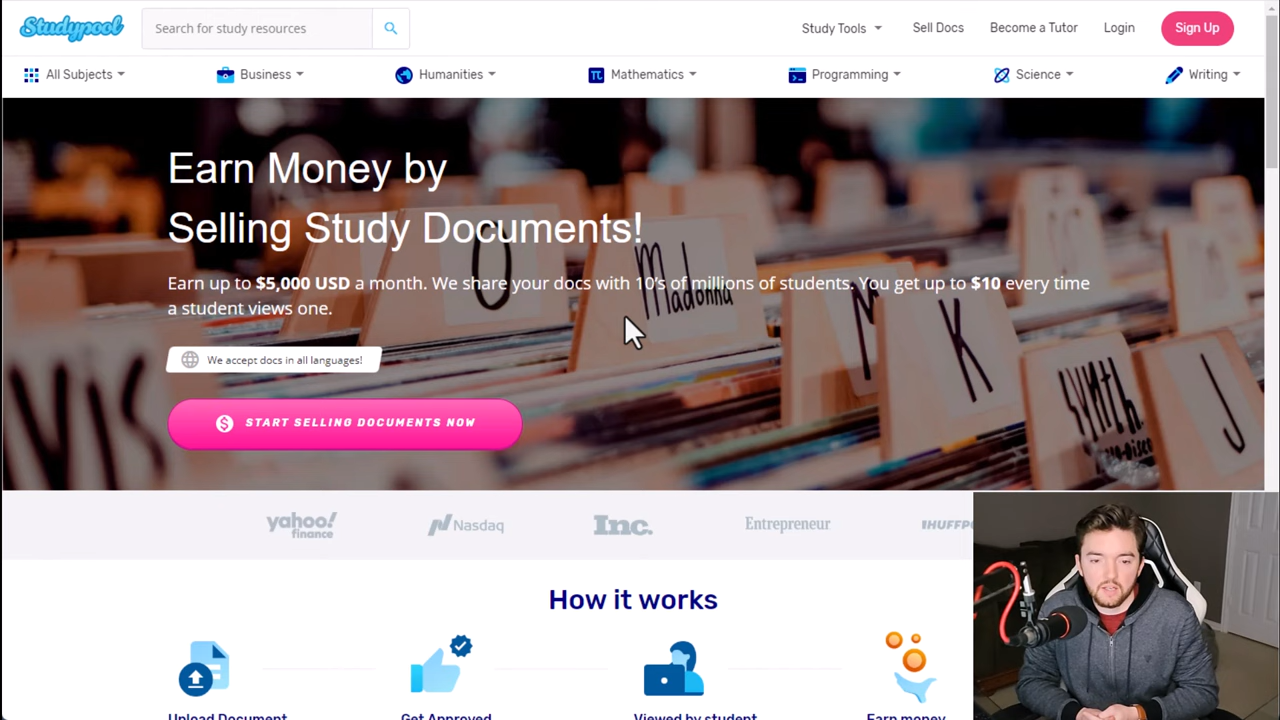 Studypool
Search for study resources
Study Tools
Sell Docs
Become a Tutor
Login
Sign Up
All Subjects
Business
Humanities
Mathematics
Programming
Science
Writing
Earn Money by
Selling Study Documents!
Earn up to $5,000 USD a month. We share your docs with 10's of millions of students. You get up to $10 every time
a student views one.
We accept docs in all languages!
START SELLING DOCUMENTS NOW
O
Madonna
M
K
J
yahoo!
finance
Nasdaq
Inc.
Entrepreneur
How it works
Upload Document
Get Approved
Viewed by student
Earn money